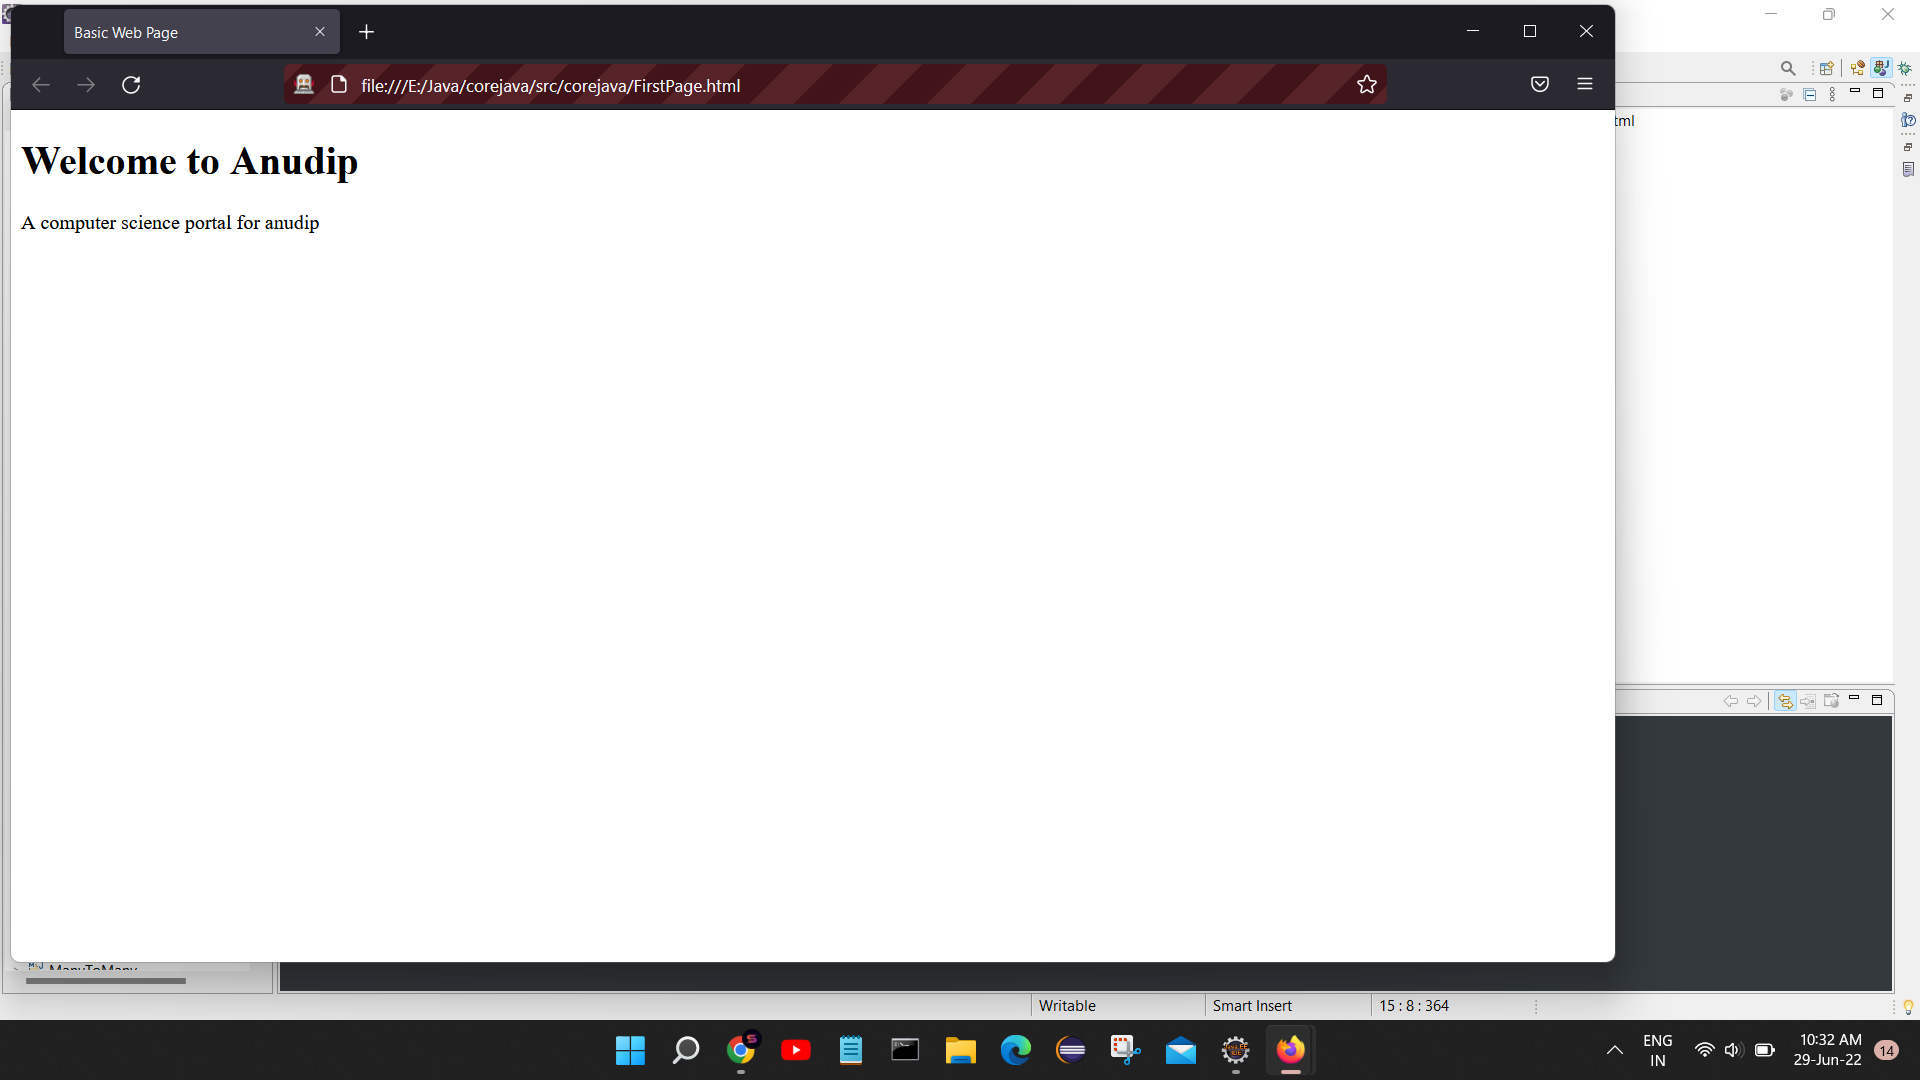 Basic Web Page
file:///E:/Java/corejava/src/corejava/FirstPage.html
tml
Welcome to Anudip
A computer science portal for anudip
ManyToMany
Writable
Smart Insert
15 : 8 : 364
ENG
IN
10:32 AM
29-Jun-22
14